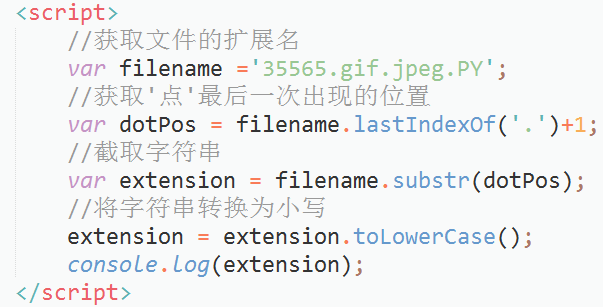 <script>
//获取文件的扩展名
var filename ='35565.gif.jpeg.PY';
//获取'点'最后一次出现的位置
var dotPos = filename.lastIndexOf('.')+1;
//截取字符串
var extension = filename.substr(dotPos);
//将字符串转换为小写
extension = extension.toLowerCase();
console.log(extension);
</script>